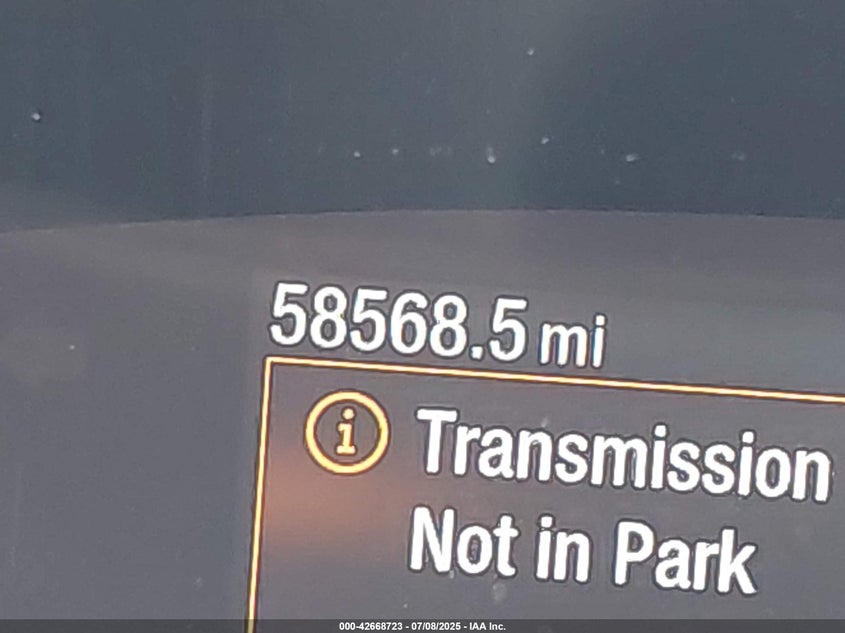 58568.5 mi
i Transmission
Not in Park
000-42668723 - 07/08/2025 - IAA Inc.